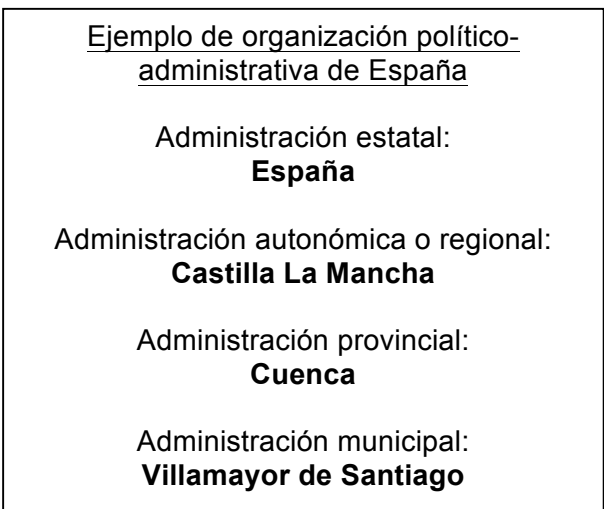 Ejemplo de organización político-
administrativa de España
Administración estatal:
España
Administración autonómica o regional:
Castilla La Mancha
Administración provincial:
Cuenca
Administración municipal:
Villamayor de Santiago